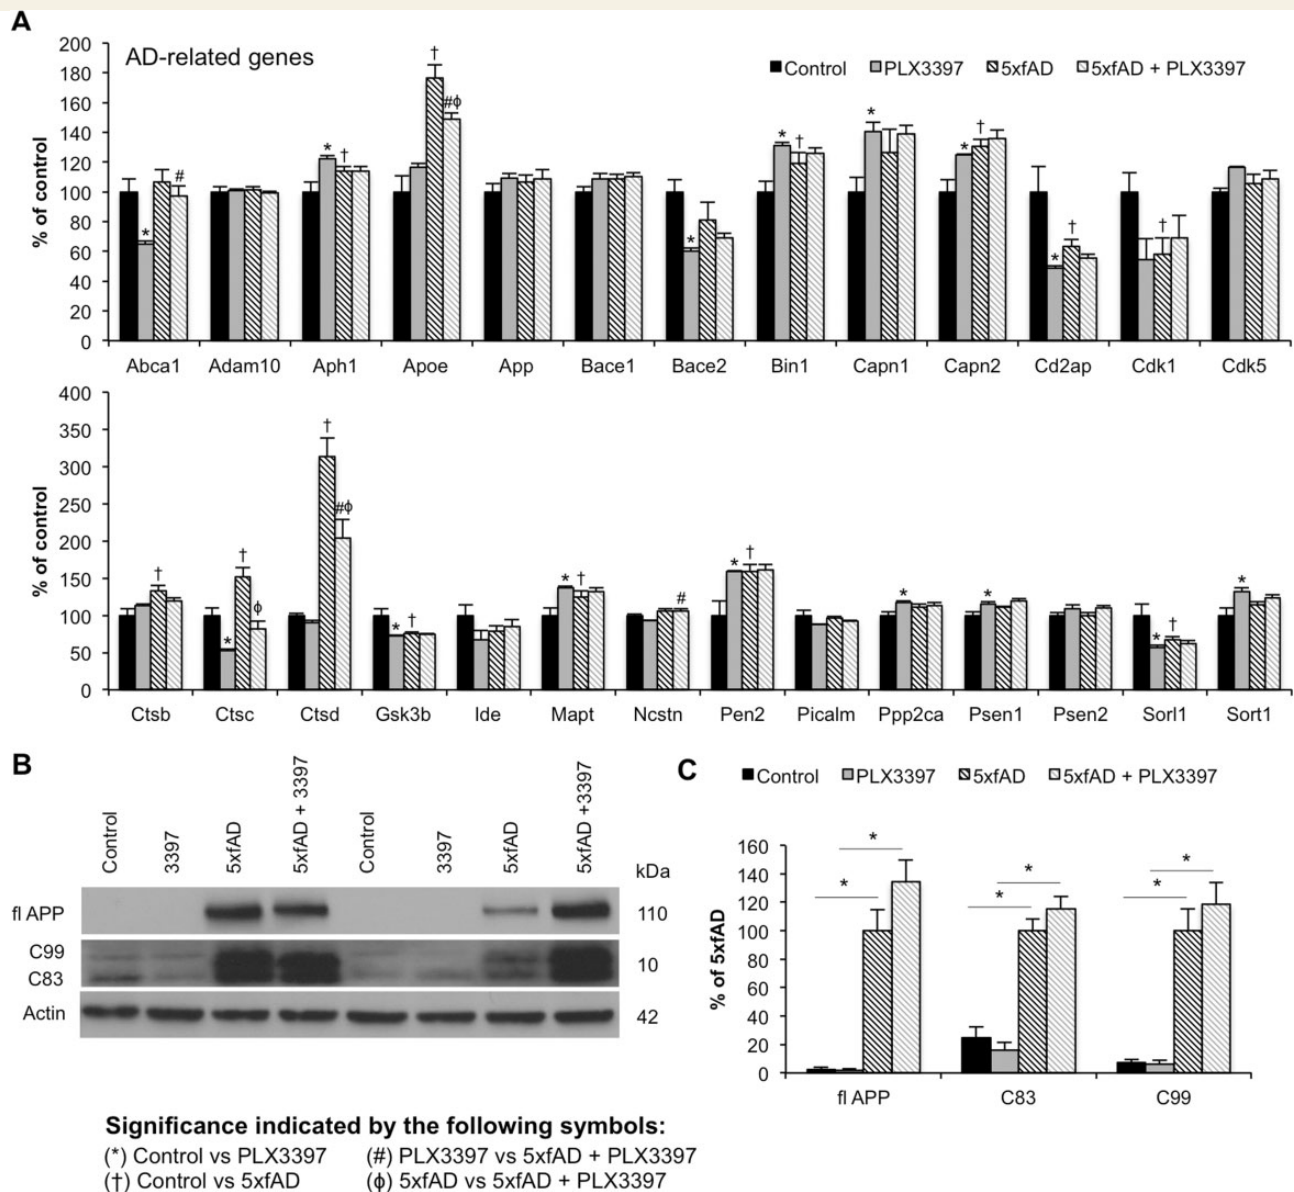 A
AD-related genes
Control PLX3397 5xfAD 5xfAD + PLX3397
% of control
200
180
160
140
120
100
80
60
40
20
0
* # * † † #ϕ * * † * * † * † †
Abca1 Adam10 Aph1 Apoe App Bace1 Bace2 Bin1 Capn1 Capn2 Cd2ap Cdk1 Cdk5
% of control
400
350
300
250
200
150
100
50
0
† * † ϕ † #ϕ * † * † # * † * * * † *
Ctsb Ctsc Ctsd Gsk3b Ide Mapt Ncstn Pen2 Picalm Ppp2ca Psen1 Psen2 Sorl1 Sort1
B
Control 3397 5xfAD 5xfAD + 3397 Control 3397 5xfAD 5xfAD +3397
kDa
fl APP 110
C99
C83
10
Actin 42
C
Control PLX3397 5xfAD 5xfAD + PLX3397
% of 5xfAD
160
140
120
100
80
60
40
20
0
* * * * * *
fl APP C83 C99
Significance indicated by the following symbols:
(*) Control vs PLX3397 (#) PLX3397 vs 5xfAD + PLX3397
(†) Control vs 5xfAD (ϕ) 5xfAD vs 5xfAD + PLX3397